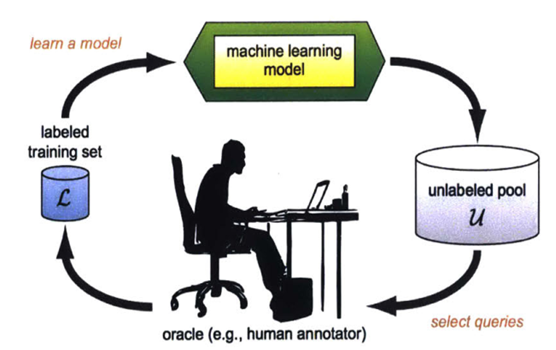 learn a model
machine learning
model
labeled
training set
ℒ
unlabeled pool
𝒰
oracle (e.g., human annotator)
select queries